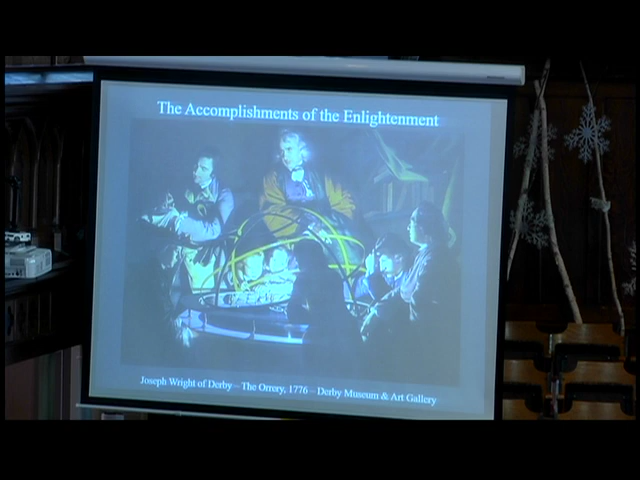 The Accomplishments of the Enlightenment
Joseph Wright of Derby – The Orrery, 1776 – Derby Museum & Art Gallery